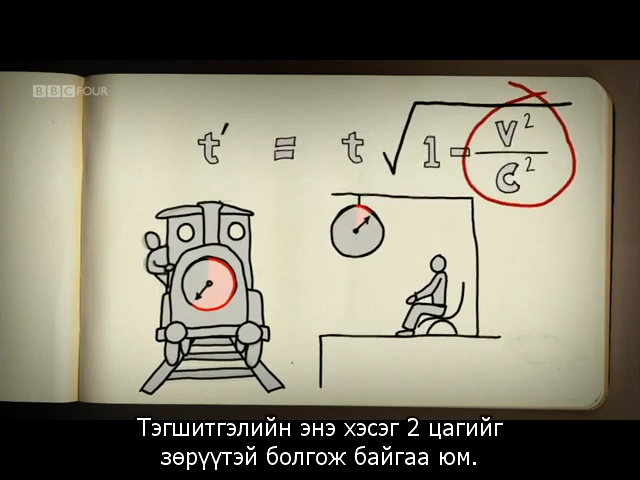 BBC FOUR
t' = t √1 - v²/c²
Тэгшитгэлийн энэ хэсэг 2 цагийг
зөрүүтэй болгож байгаа юм.